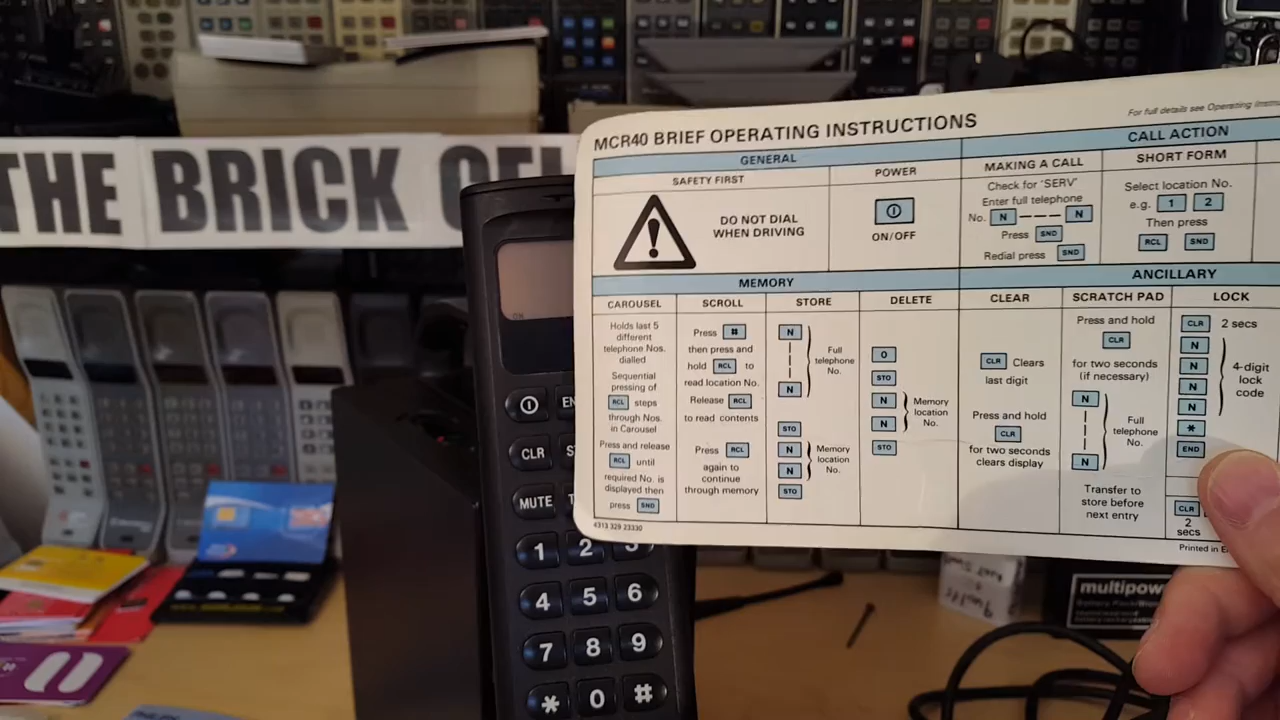 THE BRICK
MCR40 BRIEF OPERATING INSTRUCTIONS
For full details see Operating
GENERAL
CALL ACTION
SAFETY FIRST
DO NOT DIAL
WHEN DRIVING
POWER
ON/OFF
MAKING A CALL
Check for 'SERV'
Enter full telephone
No. N --- N
Press SND
Redial press SND
SHORT FORM
Select location No.
e.g. 1 2
Then press
RCL SND
MEMORY
ANCILLARY
CAROUSEL
Holds last 5
different
telephone Nos.
dialled
Sequential
pressing of
RCL steps
through Nos.
in Carousel
Press and release
RCL until
required No. is
displayed then
press SND
SCROLL
Press #
then press and
hold RCL to
read location No.
Release RCL
to read contents
Press RCL
again to
continue
through memory
STORE
N
N
Full
telephone
No.
STO
N
N
Memory
location
No.
STO
DELETE
0
STO
N
N
Memory
location
No.
STO
CLEAR
CLR Clears
last digit
Press and hold
CLR
for two seconds
clears display
SCRATCH PAD
Press and hold
CLR
for two seconds
(if necessary)
N
N
Full
telephone
No.
Transfer to
store before
next entry
LOCK
CLR 2 secs
N
N
N
N
4-digit
lock
code
*
END
CLR
2
secs
4313 329 23330
Printed in
CLR
MUTE
1 2 3
4 5 6
7 8 9
* 0 #
multipow